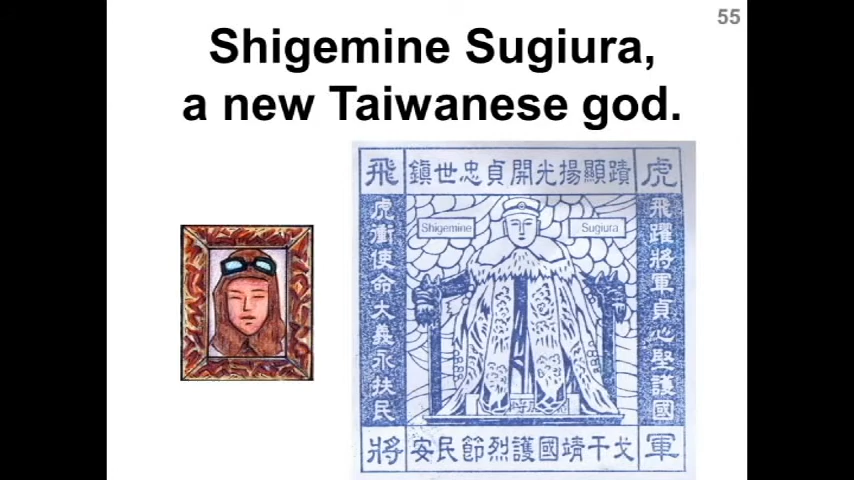 55
Shigemine Sugiura,
a new Taiwanese god.
飛 鎮世忠貞開光揚顯蹟 虎
Shigemine
Sugiura
虎衝使命大義永扶民
飛躍將軍貞心堅護國
將 安民節烈護國靖干戈 軍